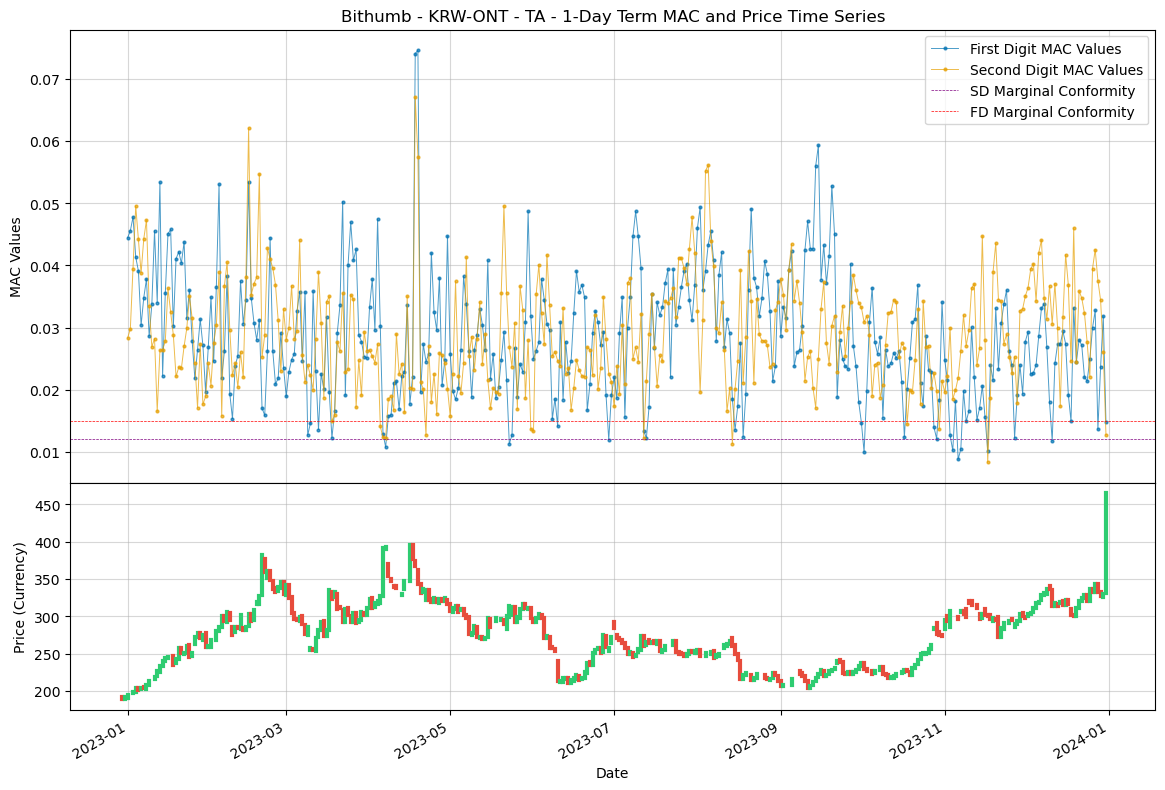 Bithumb - KRW-ONT - TA - 1-Day Term MAC and Price Time Series
First Digit MAC Values
Second Digit MAC Values
SD Marginal Conformity
FD Marginal Conformity
MAC Values
0.07
0.06
0.05
0.04
0.03
0.02
0.01
Price (Currency)
450
400
350
300
250
200
2023-01
2023-03
2023-05
2023-07
2023-09
2023-11
2024-01
Date